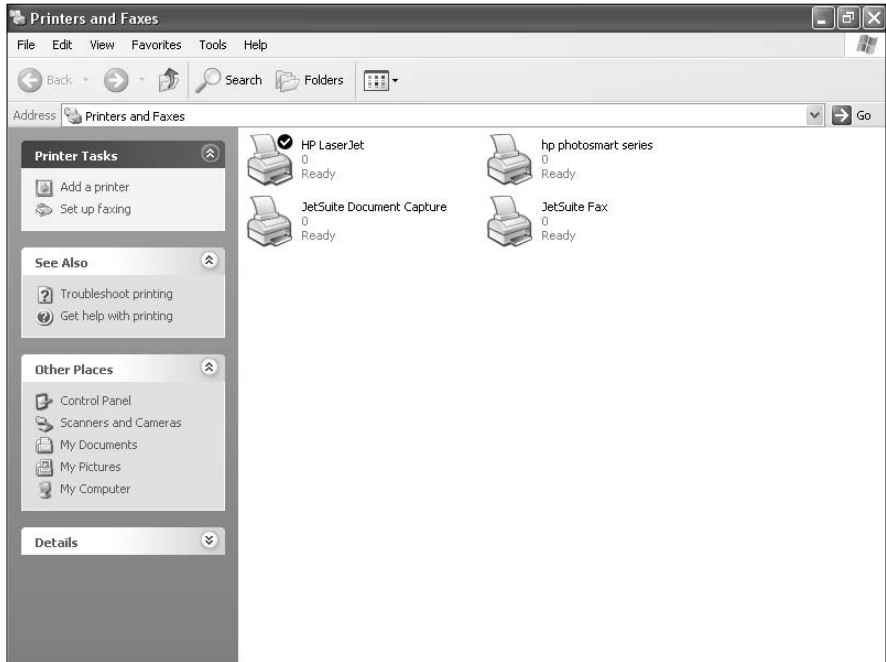 Printers and Faxes
File Edit View Favorites Tools Help
Back Search Folders
Address Printers and Faxes Go
Printer Tasks
Add a printer
Set up faxing
See Also
Troubleshoot printing
Get help with printing
Other Places
Control Panel
Scanners and Cameras
My Documents
My Pictures
My Computer
Details
HP LaserJet
0
Ready
hp photosmart series
0
Ready
JetSuite Document Capture
0
Ready
JetSuite Fax
0
Ready